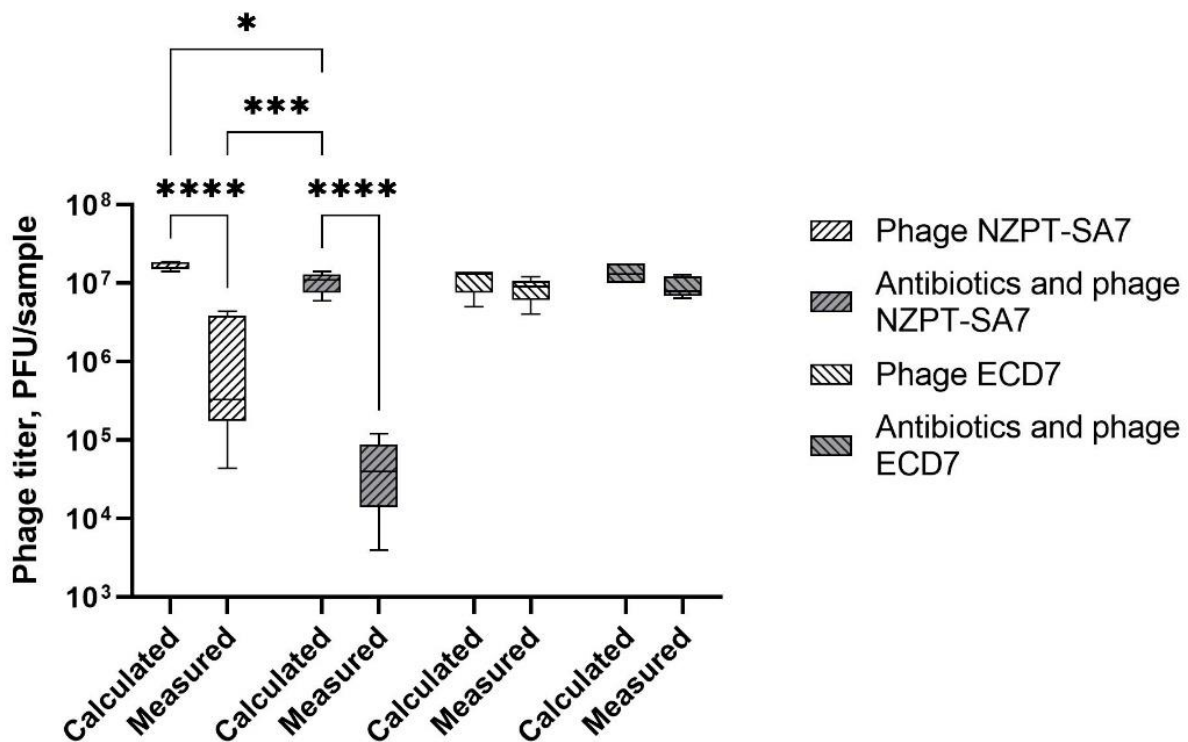 *
***
**** ****
Phage titer, PFU/sample
10⁸
10⁷
10⁶
10⁵
10⁴
10³
Calculated
Measured
Calculated
Measured
Calculated
Measured
Calculated
Measured
Phage NZPT-SA7
Antibiotics and phage
NZPT-SA7
Phage ECD7
Antibiotics and phage
ECD7